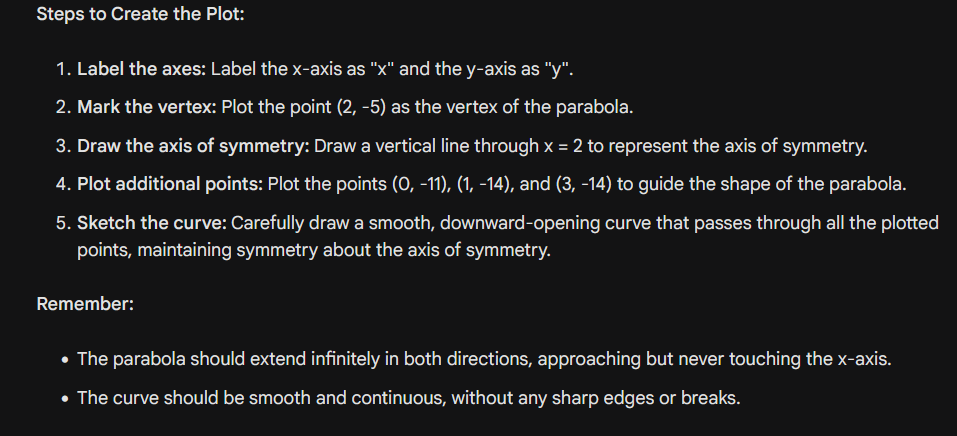 Steps to Create the Plot:
1. Label the axes: Label the x-axis as "x" and the y-axis as "y".
2. Mark the vertex: Plot the point (2, -5) as the vertex of the parabola.
3. Draw the axis of symmetry: Draw a vertical line through x = 2 to represent the axis of symmetry.
4. Plot additional points: Plot the points (0, -11), (1, -14), and (3, -14) to guide the shape of the parabola.
5. Sketch the curve: Carefully draw a smooth, downward-opening curve that passes through all the plotted
points, maintaining symmetry about the axis of symmetry.
Remember:
• The parabola should extend infinitely in both directions, approaching but never touching the x-axis.
• The curve should be smooth and continuous, without any sharp edges or breaks.